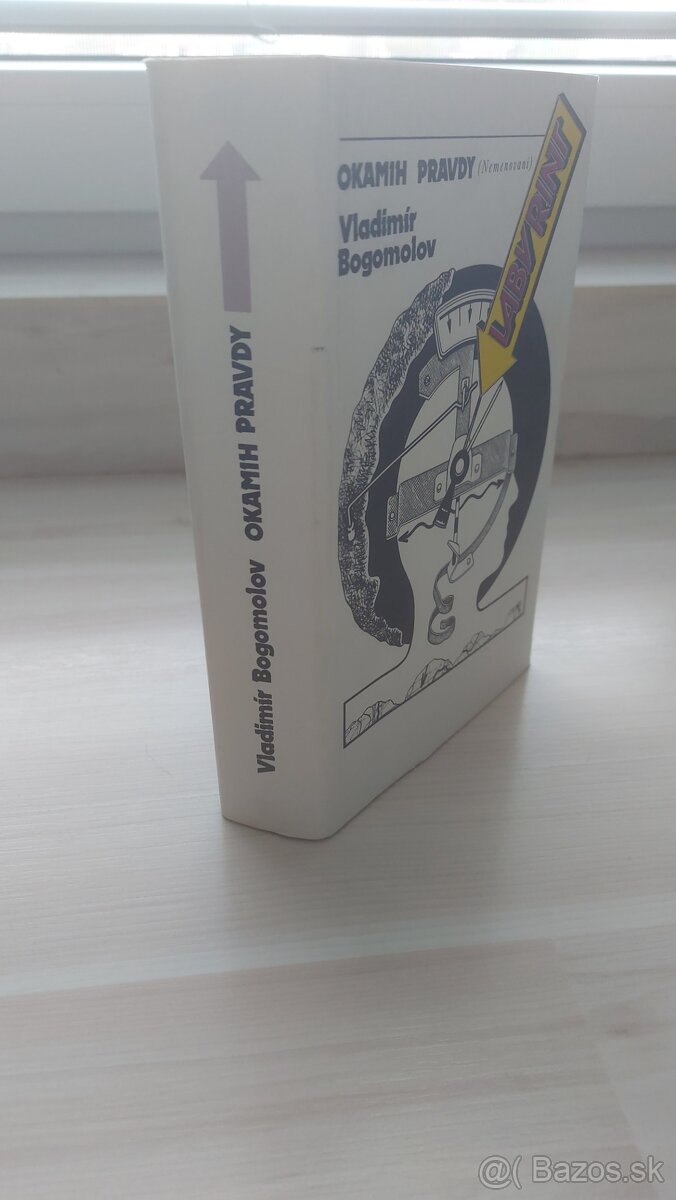 Vladimír Bogomolov OKAMIH PRAVDY
OKAMIH PRAVDY (Nemenovaní)
Vladimír
Bogomolov
LABYRINT
@( Bazos.sk